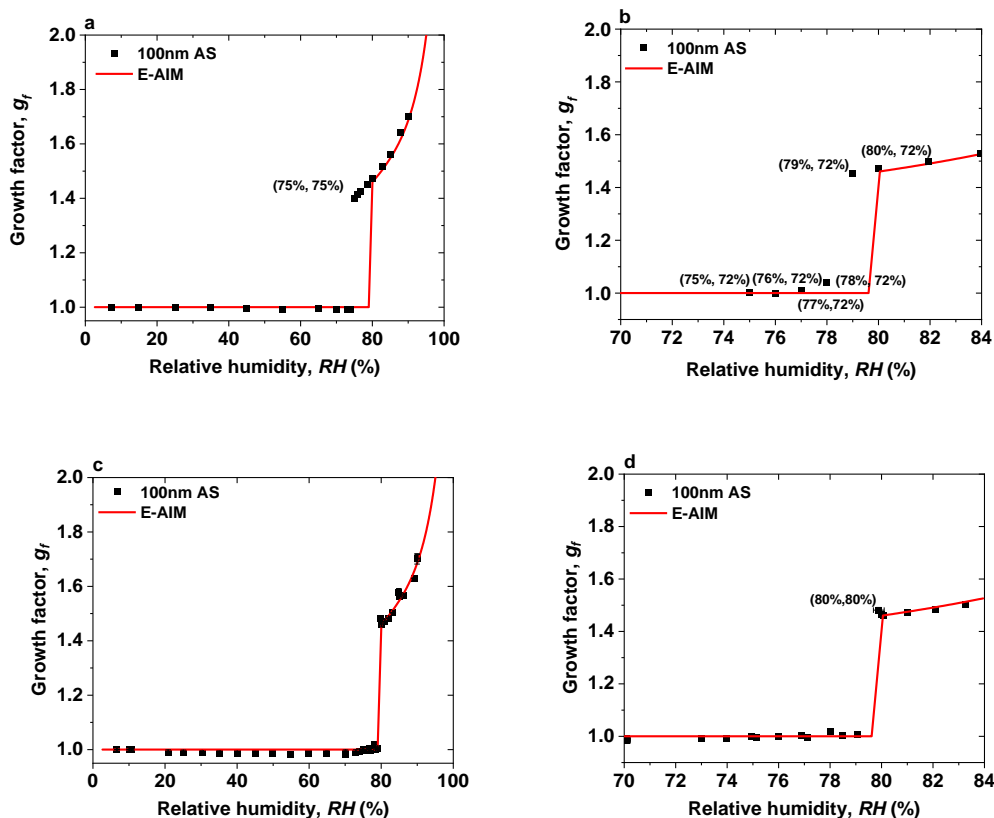 a
100nm AS
E-AIM
(75%, 75%)
Growth factor, gf
2.0
1.8
1.6
1.4
1.2
1.0
0 20 40 60 80 100
Relative humidity, RH (%)
b
100nm AS
E-AIM
(79%, 72%)
(80%, 72%)
(75%, 72%)
(76%, 72%)
(78%, 72%)
(77%,72%)
Growth factor, gf
2.0
1.8
1.6
1.4
1.2
1.0
70 72 74 76 78 80 82 84
Relative humidity, RH (%)
c
100nm AS
E-AIM
Growth factor, gf
2.0
1.8
1.6
1.4
1.2
1.0
0 20 40 60 80 100
Relative humidity, RH (%)
d
100nm AS
E-AIM
(80%,80%)
Growth factor, gf
2.0
1.8
1.6
1.4
1.2
1.0
70 72 74 76 78 80 82 84
Relative humidity, RH (%)